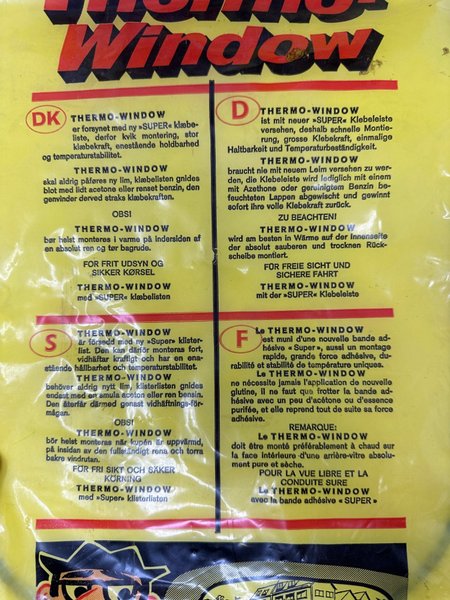 Thermo-
Window
DK
THERMO-WINDOW
er forsynet med ny »SUPER« klæbe-
liste, derfor kvik montering, stor
klæbekraft, enestående holdbarhed
og temperaturstabilitet.
THERMO-WINDOW
skal aldrig påføres ny lim, klæbelisten gnides
blot med lidt acetone eller renset benzin, den
genvinder derved straks klæbekraften.
OBS!
THERMO-WINDOW
bør helst monteres i varme på indersiden af
en absolut ren og tør bagrude.
FOR FRIT UDSYN OG
SIKKER KØRSEL
THERMO-WINDOW
med »SUPER« klæbelisten
D
THERMO-WINDOW
ist mit neuer »SUPER« Klebeleiste
versehen, deshalb schnelle Montie-
rung, grosse Klebekraft, einmalige
Haltbarkeit und Temperaturbeständigkeit.
THERMO-WINDOW
braucht nie mit neuem Leim versehen zu wer-
den, die Klebeleiste wird lediglich mit einem
mit Azethone oder gereinigtem Benzin be-
feuchteten Lappen abgewischt und gewinnt
sofort ihre volle Klebekraft zurück.
ZU BEACHTEN!
THERMO-WINDOW
wird am besten in Wärme auf der Innenseite
der absolut sauberen und trocknen Rück-
scheibe montiert.
FÜR FREIE SICHT UND
SICHERE FAHRT
THERMO-WINDOW
mit der »SUPER« Klebeleiste
S
THERMO-WINDOW
är försedd med ny »Super« klister-
list. Den kan därför monteras fort,
vidhäftar kraftigt och har en ena-
stående hållbarhet och temperaturstabilitet.
THERMO-WINDOW
behöver aldrig nytt lim, klisterlisten gnides
endast med en smula aceton eller ren bensin.
Den återfår därmed genast vidhäftnings-för-
mågan.
OBS!
THERMO-WINDOW
bör helst monteras när kupén är uppvärmd,
på insidan av den fullständigt rena och torra
bakre vindrutan.
FÖR FRI SIKT OCH SÄKER
KÖRNING
THERMO-WINDOW
med »Super« klisterlisten
F
Le THERMO-WINDOW
est muni d'une nouvelle bande ad-
hésive « Super », aussi un montage
rapide, grande force adhésive, du-
rabilité et stabilité de température uniques.
Le THERMO-WINDOW
ne nécessite jamais l'application de nouvelle
glutine, il ne faut que frotter la bande ad-
hésive avec un peu d'acétone ou d'essence
purifiée, et elle reprend tout de suite sa force
adhésive.
REMARQUE:
Le THERMO-WINDOW
doit être monté préférablement à chaud sur
la face intérieure d'une arrière-vitre absolu-
ment pure et sèche.
POUR LA VUE LIBRE ET LA
CONDUITE SURE
Le THERMO-WINDOW
avec la bande adhésive « SUPER »